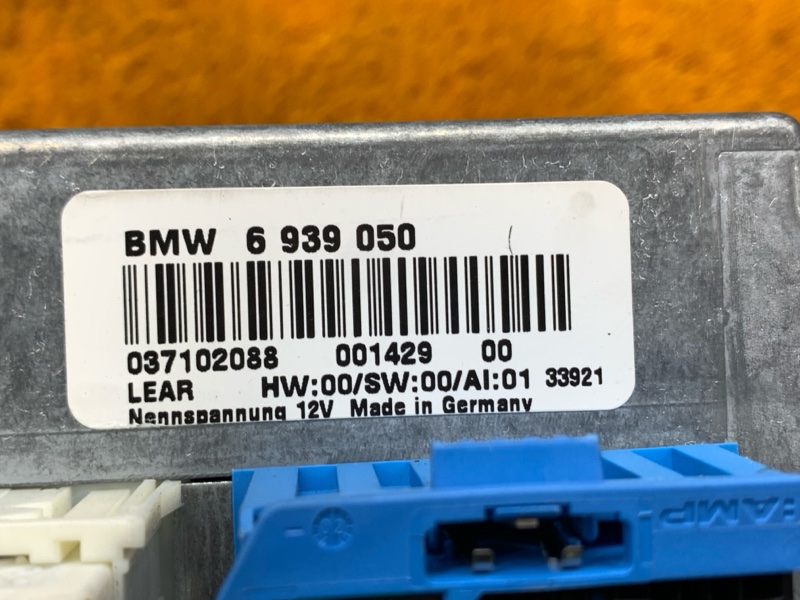 BMW 6 939 050
037102088 001429 00
LEAR HW:00/SW:00/AI:01 33921
Nennspannung 12V Made in Germany
AMP